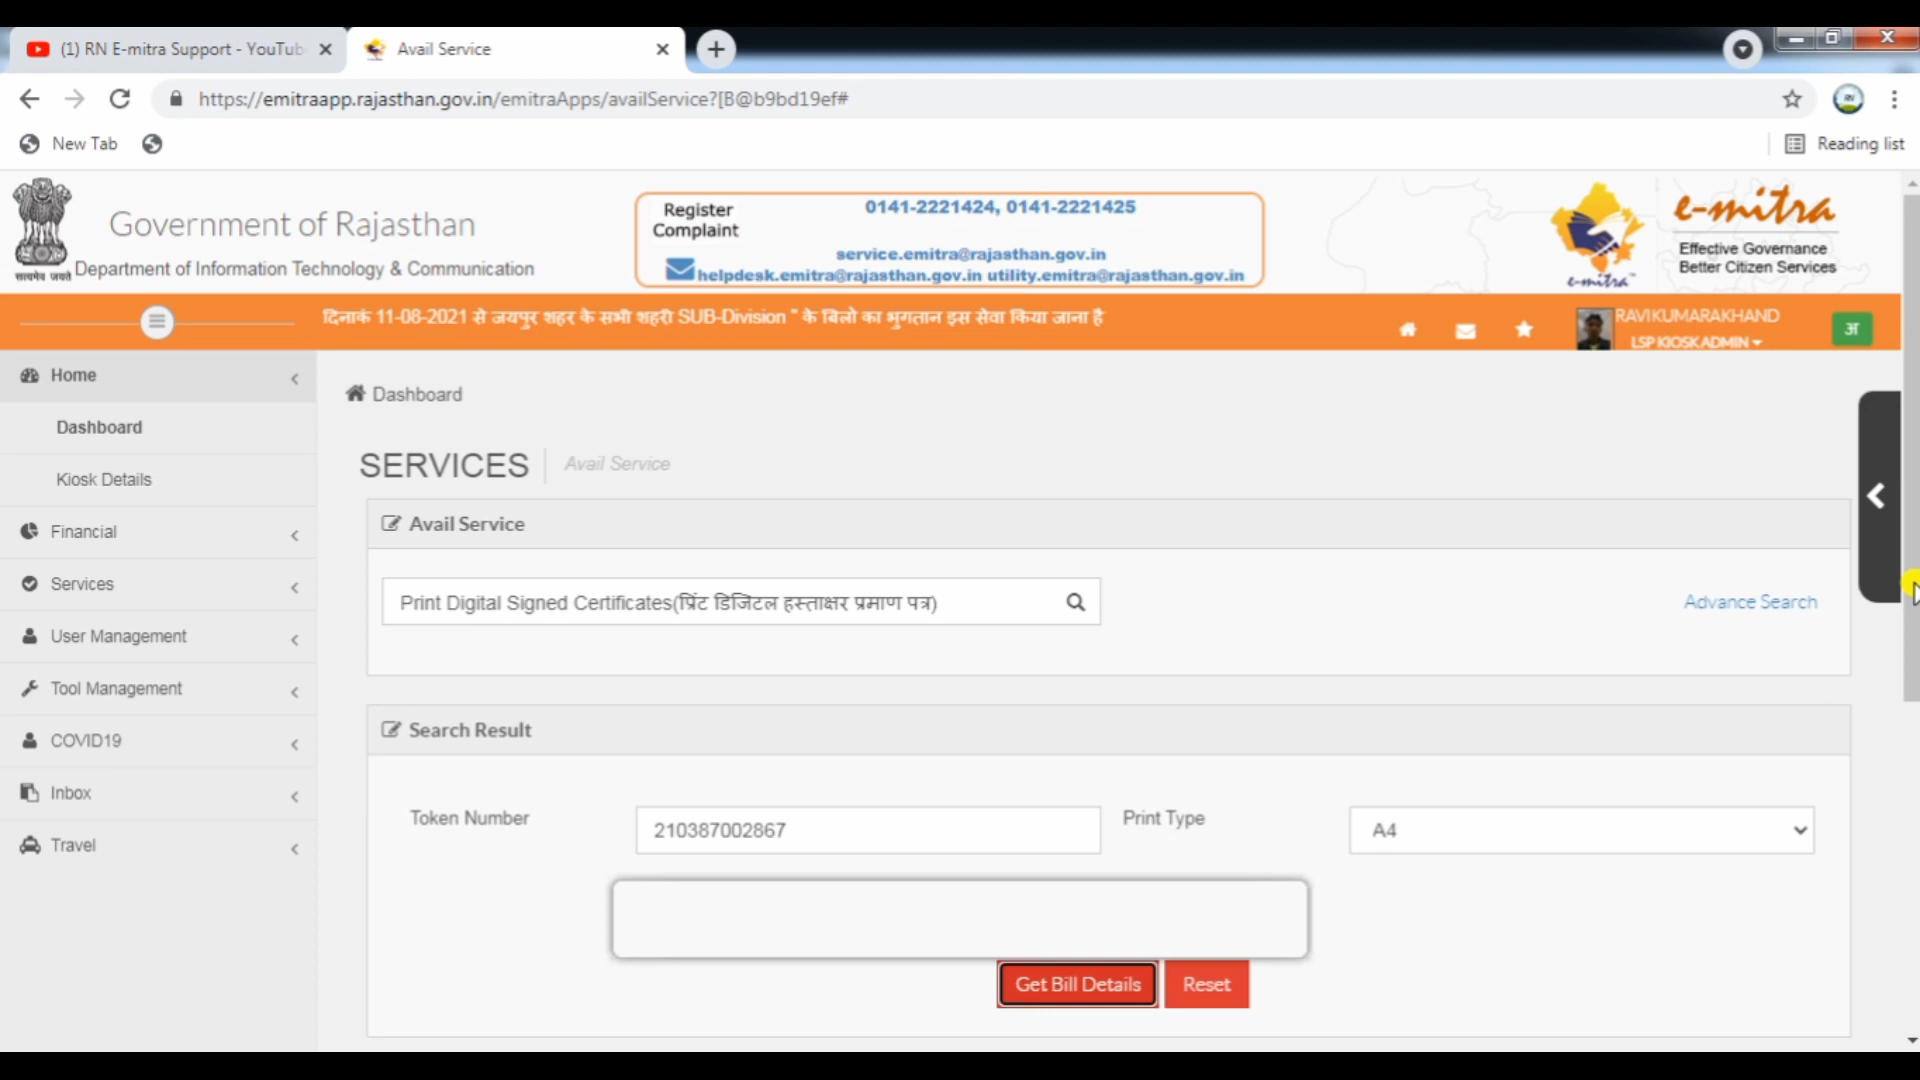 (1) RN E-mitra Support - YouTub
Avail Service
https://emitraapp.rajasthan.gov.in/emitraApps/availService?[B@b9bd19ef#
New Tab
Reading list
सत्यमेव जयते
Government of Rajasthan
Department of Information Technology & Communication
Register
Complaint
0141-2221424, 0141-2221425
service.emitra@rajasthan.gov.in
helpdesk.emitra@rajasthan.gov.in utility.emitra@rajasthan.gov.in
e-mitra
e-mitra
Effective Governance
Better Citizen Services
दिनाकं 11-08-2021 से जयपुर शहर के सभी शहरी SUB-Division " के बिलो का भुगतान इस सेवा किया जाना है
RAVIKUMARAKHAND
LSP KIOSK ADMIN
अ
Home
Dashboard
Kiosk Details
Financial
Services
User Management
Tool Management
COVID19
Inbox
Travel
Dashboard
SERVICES
Avail Service
Avail Service
Print Digital Signed Certificates(प्रिंट डिजिटल हस्ताक्षर प्रमाण पत्र)
Advance Search
Search Result
Token Number
210387002867
Print Type
A4
Get Bill Details
Reset